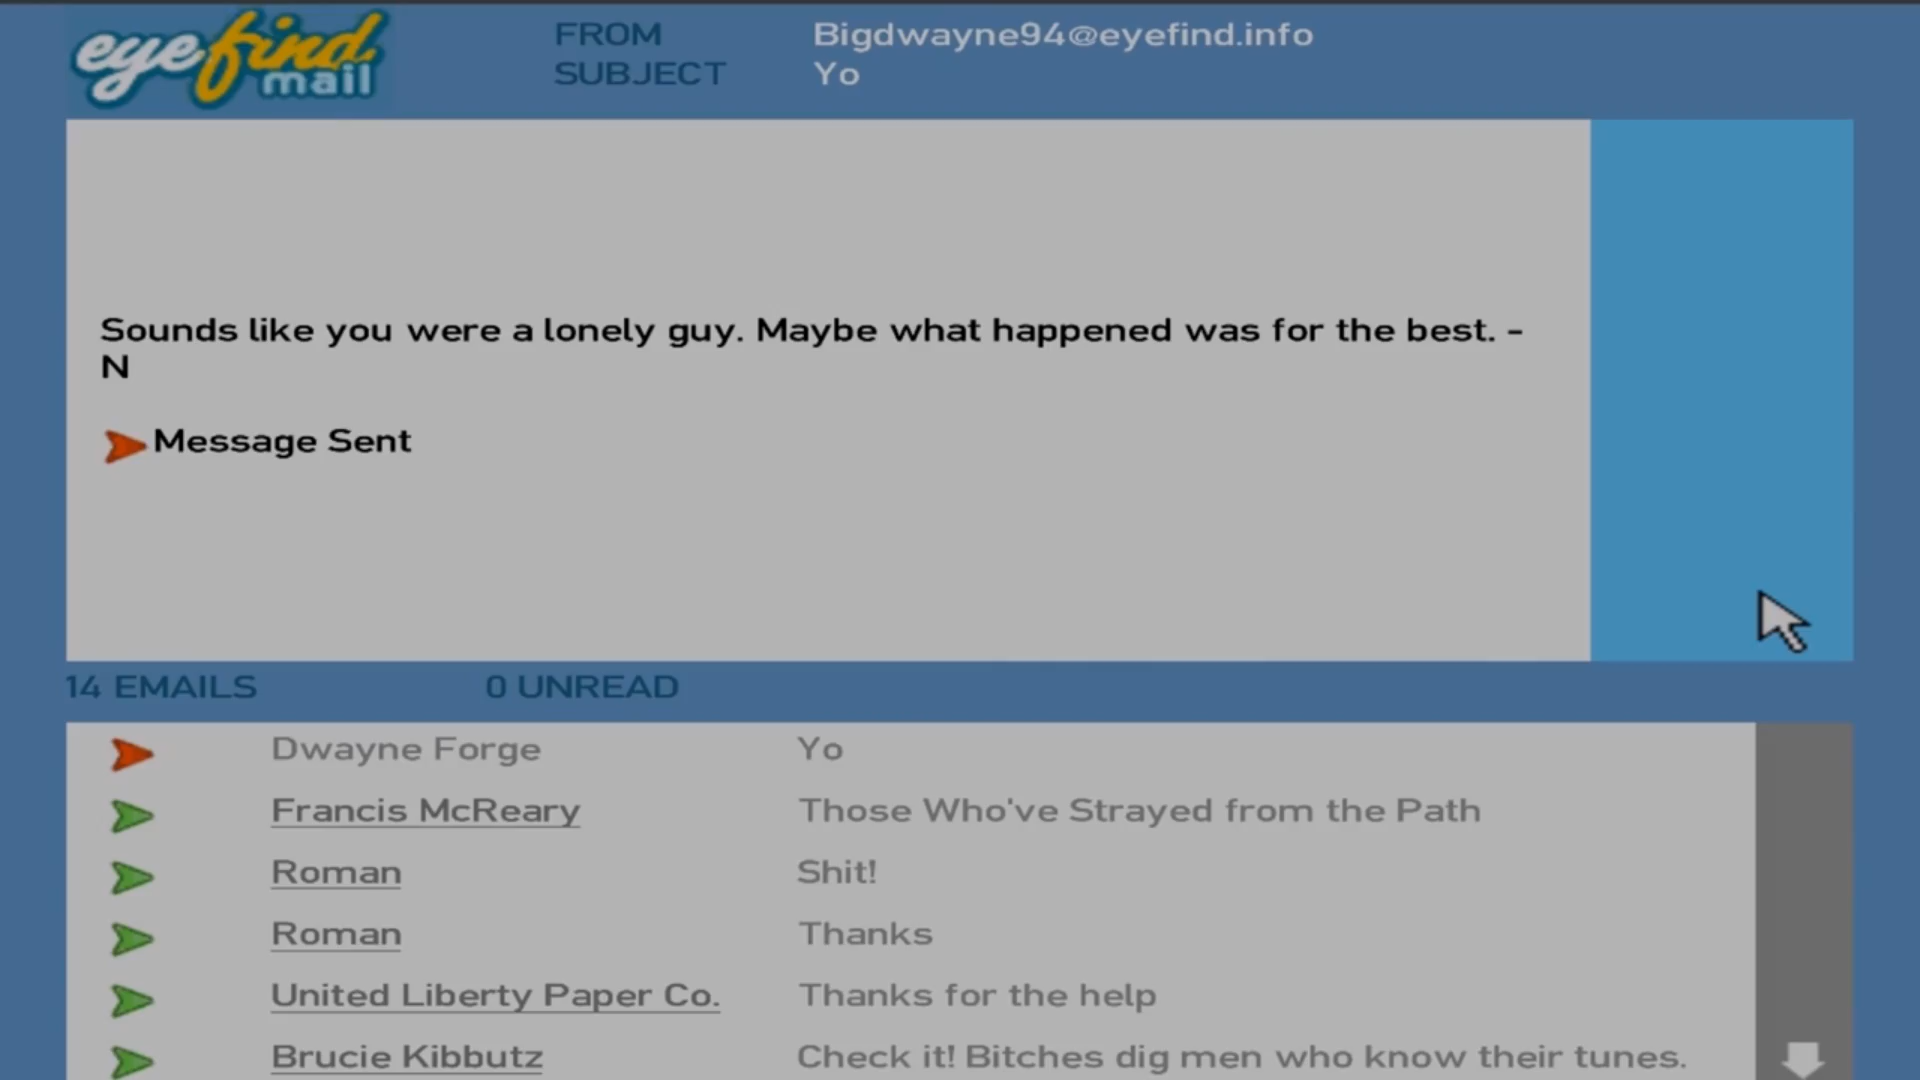 eyefind
mail
FROM Bigdwayne94@eyefind.info
SUBJECT Yo
Sounds like you were a lonely guy. Maybe what happened was for the best. -
N
Message Sent
14 EMAILS 0 UNREAD
Dwayne Forge Yo
Francis McReary Those Who've Strayed from the Path
Roman Shit!
Roman Thanks
United Liberty Paper Co. Thanks for the help
Brucie Kibbutz Check it! Bitches dig men who know their tunes.